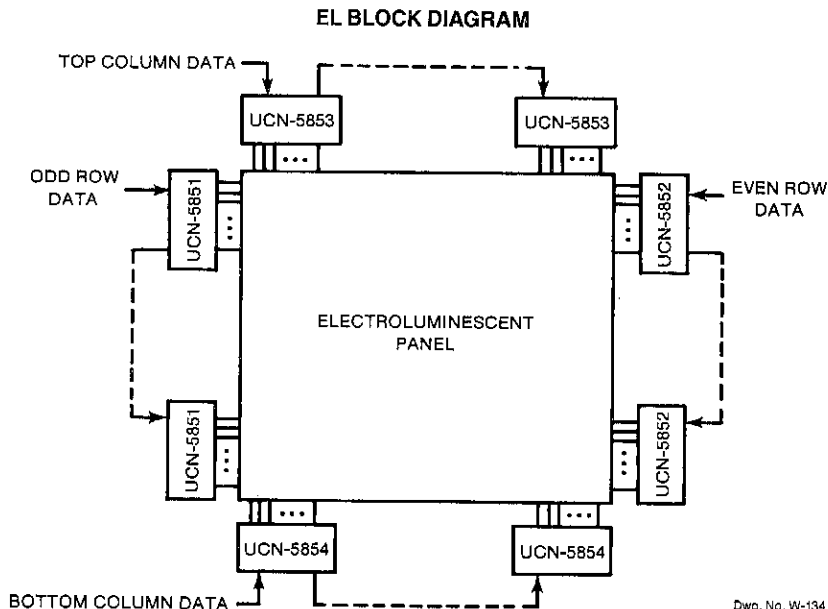 EL BLOCK DIAGRAM
TOP COLUMN DATA
UCN-5853
UCN-5853
ODD ROW
DATA
UCN-5851
UCN-5852
EVEN ROW
DATA
ELECTROLUMINESCENT
PANEL
UCN-5851
UCN-5852
UCN-5854
UCN-5854
BOTTOM COLUMN DATA
Dwg. No. W-134